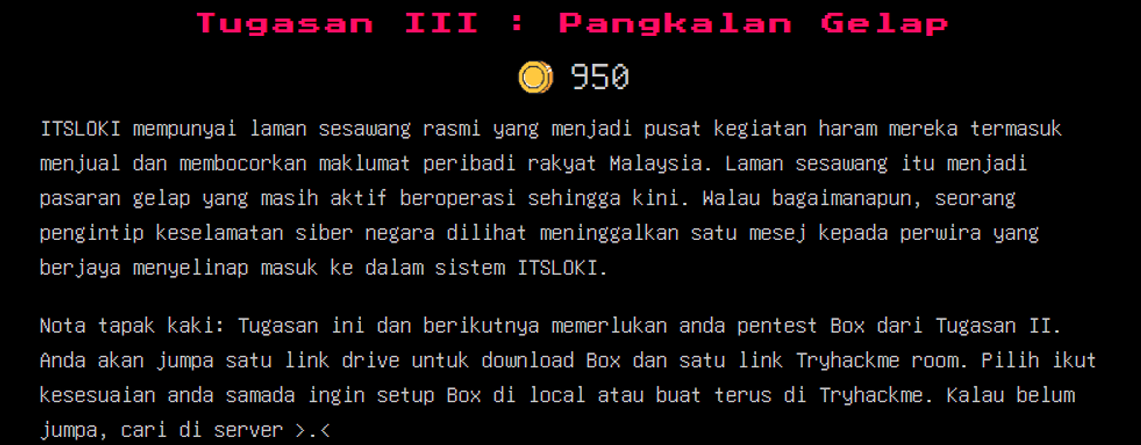 Tugasan III : Pangkalan Gelap
950
ITSLOKI mempunyai laman sesawang rasmi yang menjadi pusat kegiatan haram mereka termasuk
menjual dan membocorkan maklumat peribadi rakyat Malaysia. Laman sesawang itu menjadi
pasaran gelap yang masih aktif beroperasi sehingga kini. Walau bagaimanapun, seorang
pengintip keselamatan siber negara dilihat meninggalkan satu mesej kepada perwira yang
berjaya menyelinap masuk ke dalam sistem ITSLOKI.
Nota tapak kaki: Tugasan ini dan berikutnya memerlukan anda pentest Box dari Tugasan II.
Anda akan jumpa satu link drive untuk download Box dan satu link Tryhackme room. Pilih ikut
kesesuaian anda samada ingin setup Box di local atau buat terus di Tryhackme. Kalau belum
jumpa, cari di server >.<